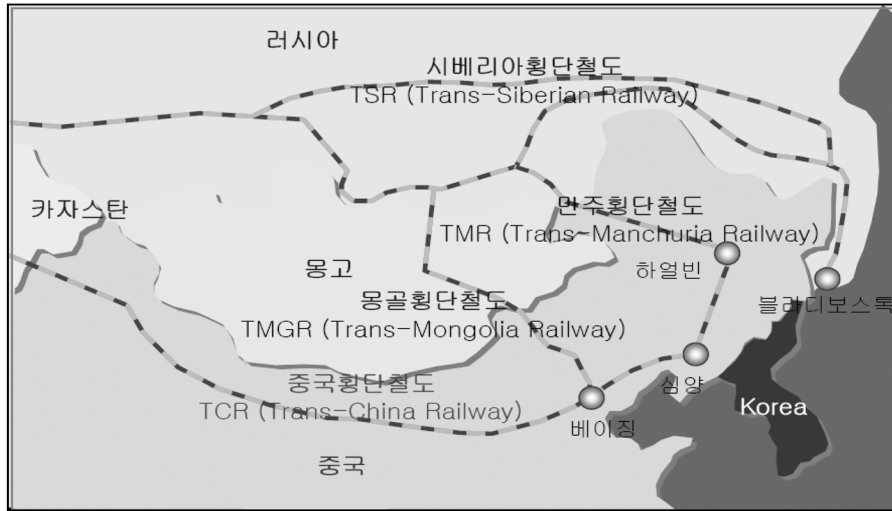 러시아
시베리아횡단철도
TSR (Trans-Siberian Railway)
카자스탄
만주횡단철도
TMR (Trans-Manchuria Railway)
몽고
하얼빈
블라디보스톡
몽골횡단철도
TMGR (Trans-Mongolia Railway)
중국횡단철도
TCR (Trans-China Railway)
심양
Korea
베이징
중국